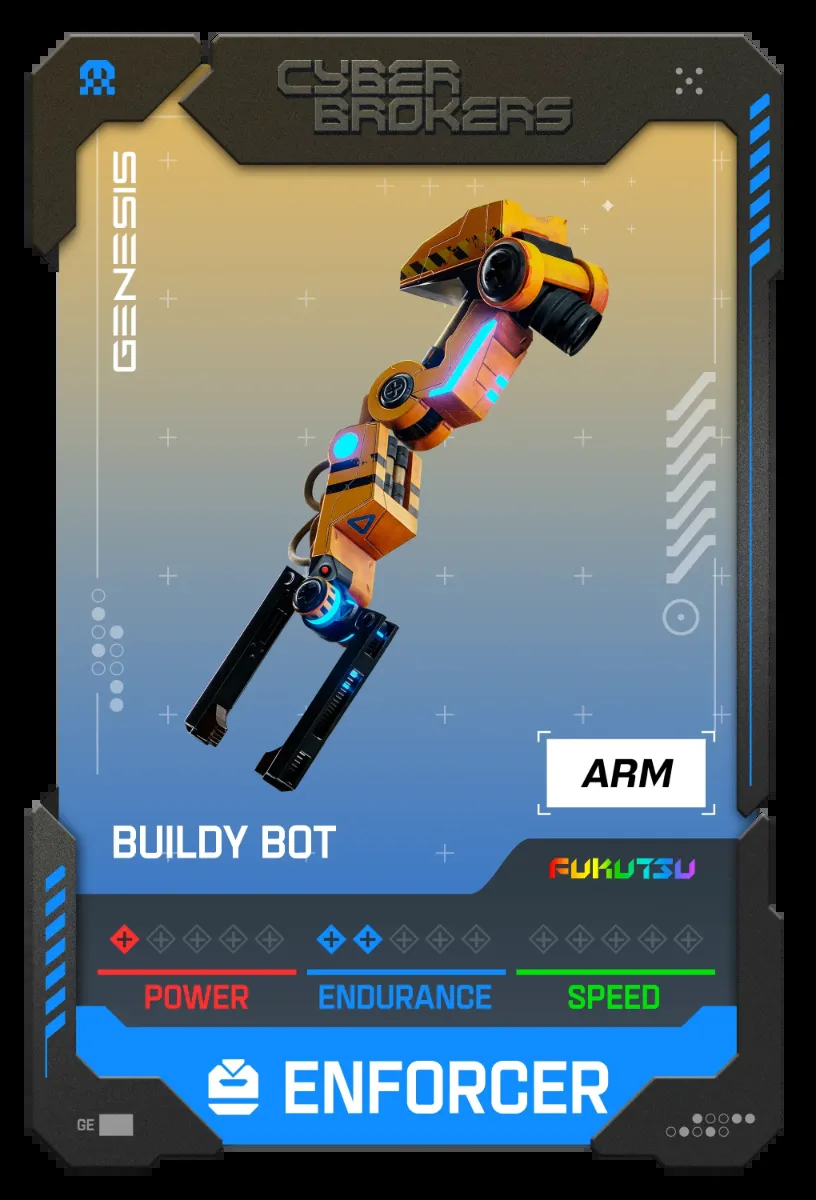 CYBER
BROKERS
GENESIS
ARM
BUILDY BOT
FUKUTSU
POWER
ENDURANCE
SPEED
ENFORCER
GE